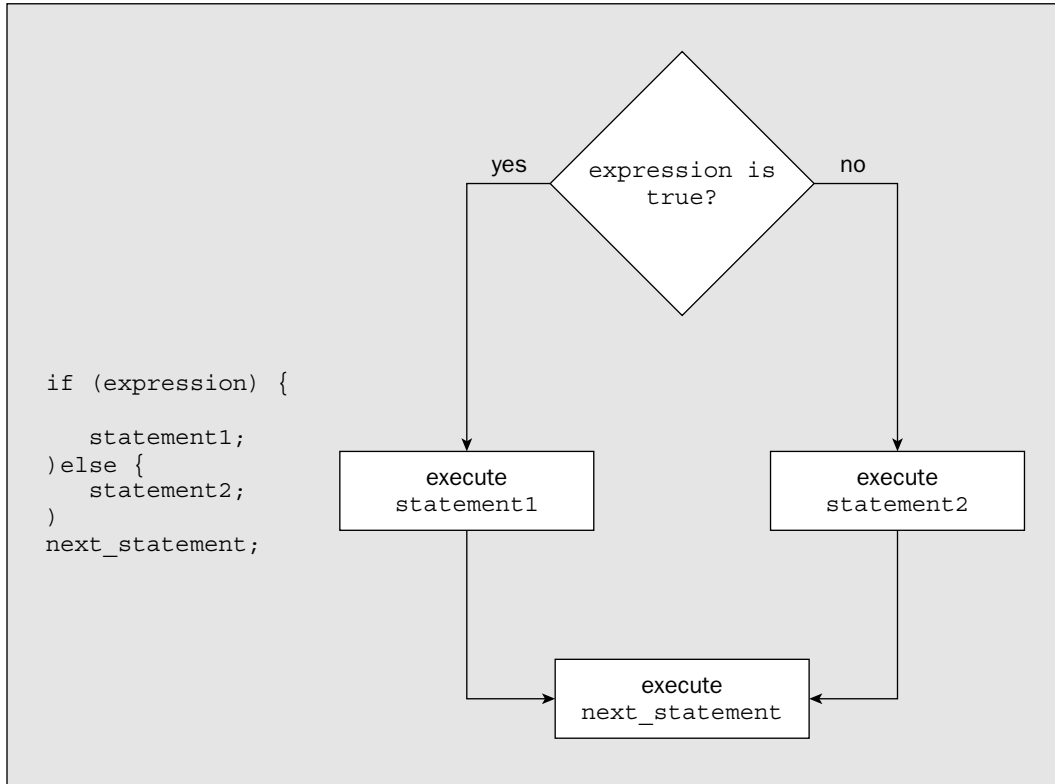 expression is
true?
yes
no
if (expression) {
   statement1;
)else {
   statement2;
)
next_statement;
execute
statement1
execute
statement2
execute
next_statement